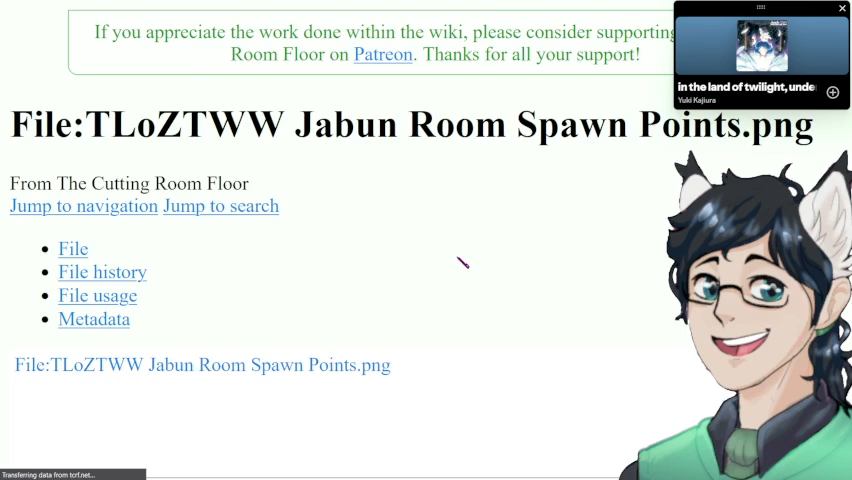 If you appreciate the work done within the wiki, please consider supporting
Room Floor on Patreon. Thanks for all your support!
in the land of twilight, unde
Yuki Kajiura
File:TLoZTWW Jabun Room Spawn Points.png
From The Cutting Room Floor
Jump to navigation Jump to search
File
File history
File usage
Metadata
File:TLoZTWW Jabun Room Spawn Points.png
Transferring data from tcrf.net...